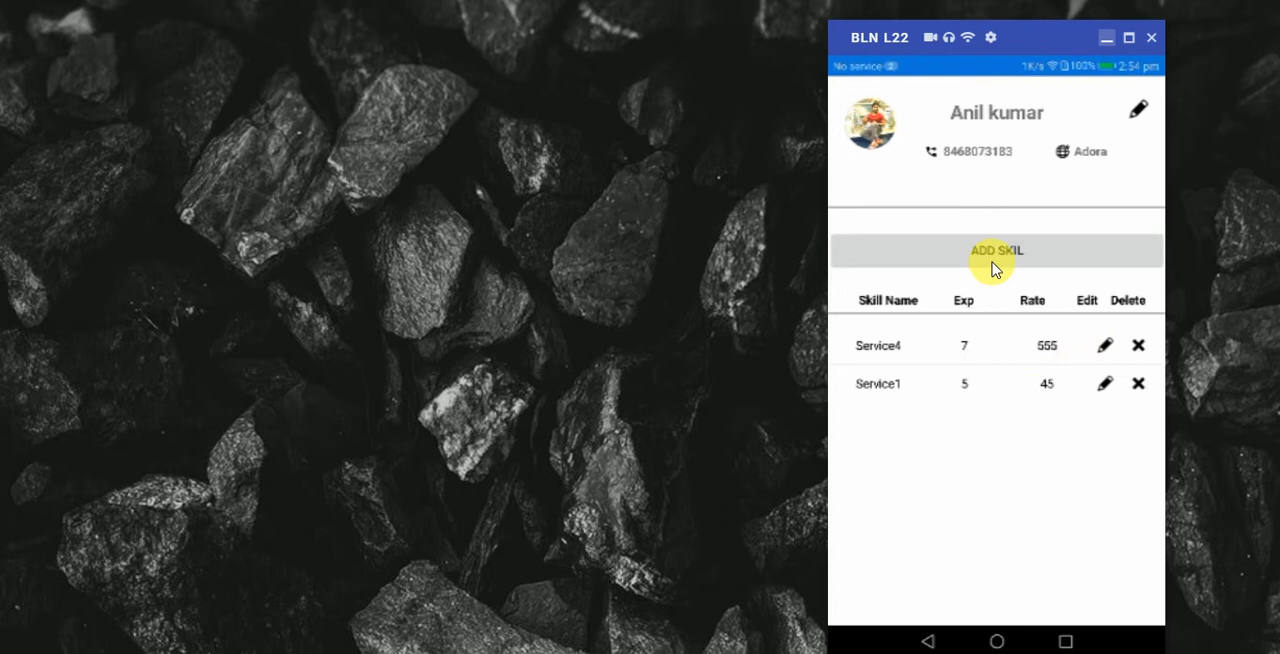 BLN L22
No service 1K/s 100% 2:54 pm
Anil kumar
8468073183 Adora
ADD SKIL
Skill Name Exp Rate Edit Delete
Service4 7 555
Service1 5 45